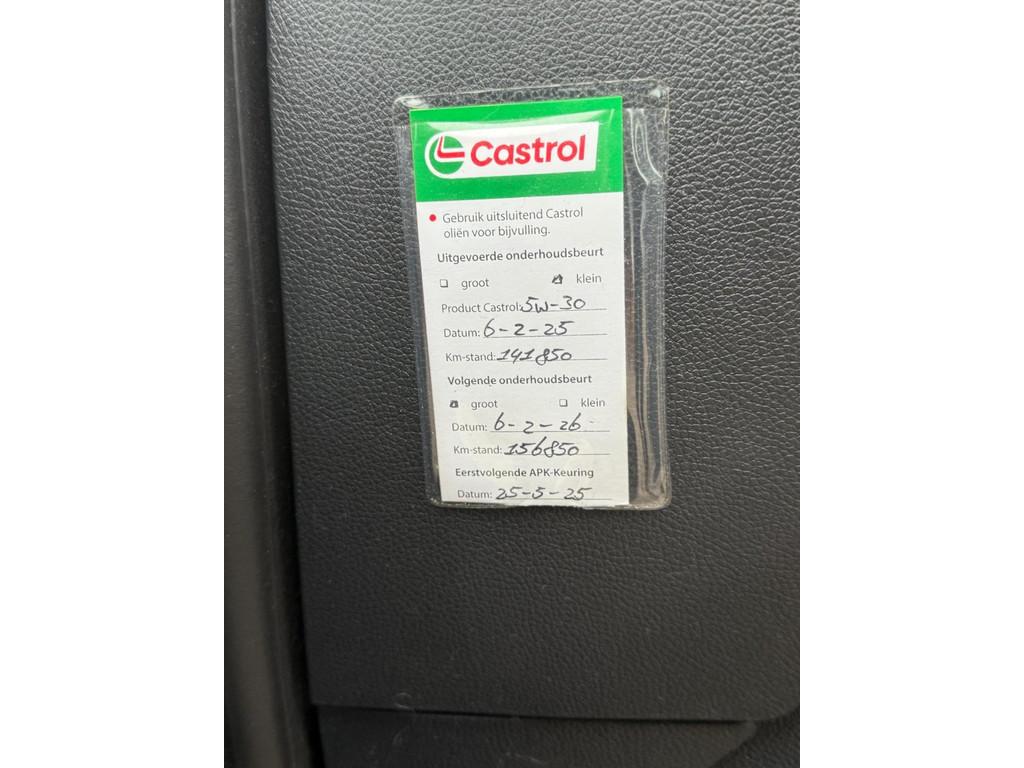 Castrol
Gebruik uitsluitend Castrol
oliën voor bijvulling.
Uitgevoerde onderhoudsbeurt
groot klein
Product Castrol: 5W-30
Datum: 6-2-25
Km-stand: 141850
Volgende onderhoudsbeurt
groot klein
Datum: 6-2-26
Km-stand: 156850
Eerstvolgende APK-Keuring
Datum: 25-5-25